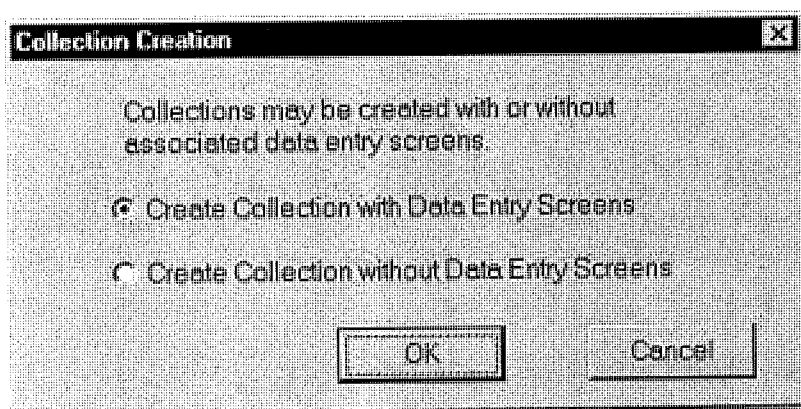 Collection Creation
Collections may be created with or without
associated data entry screens.
Create Collection with Data Entry Screens
Create Collection without Data Entry Screens
OK
Cancel